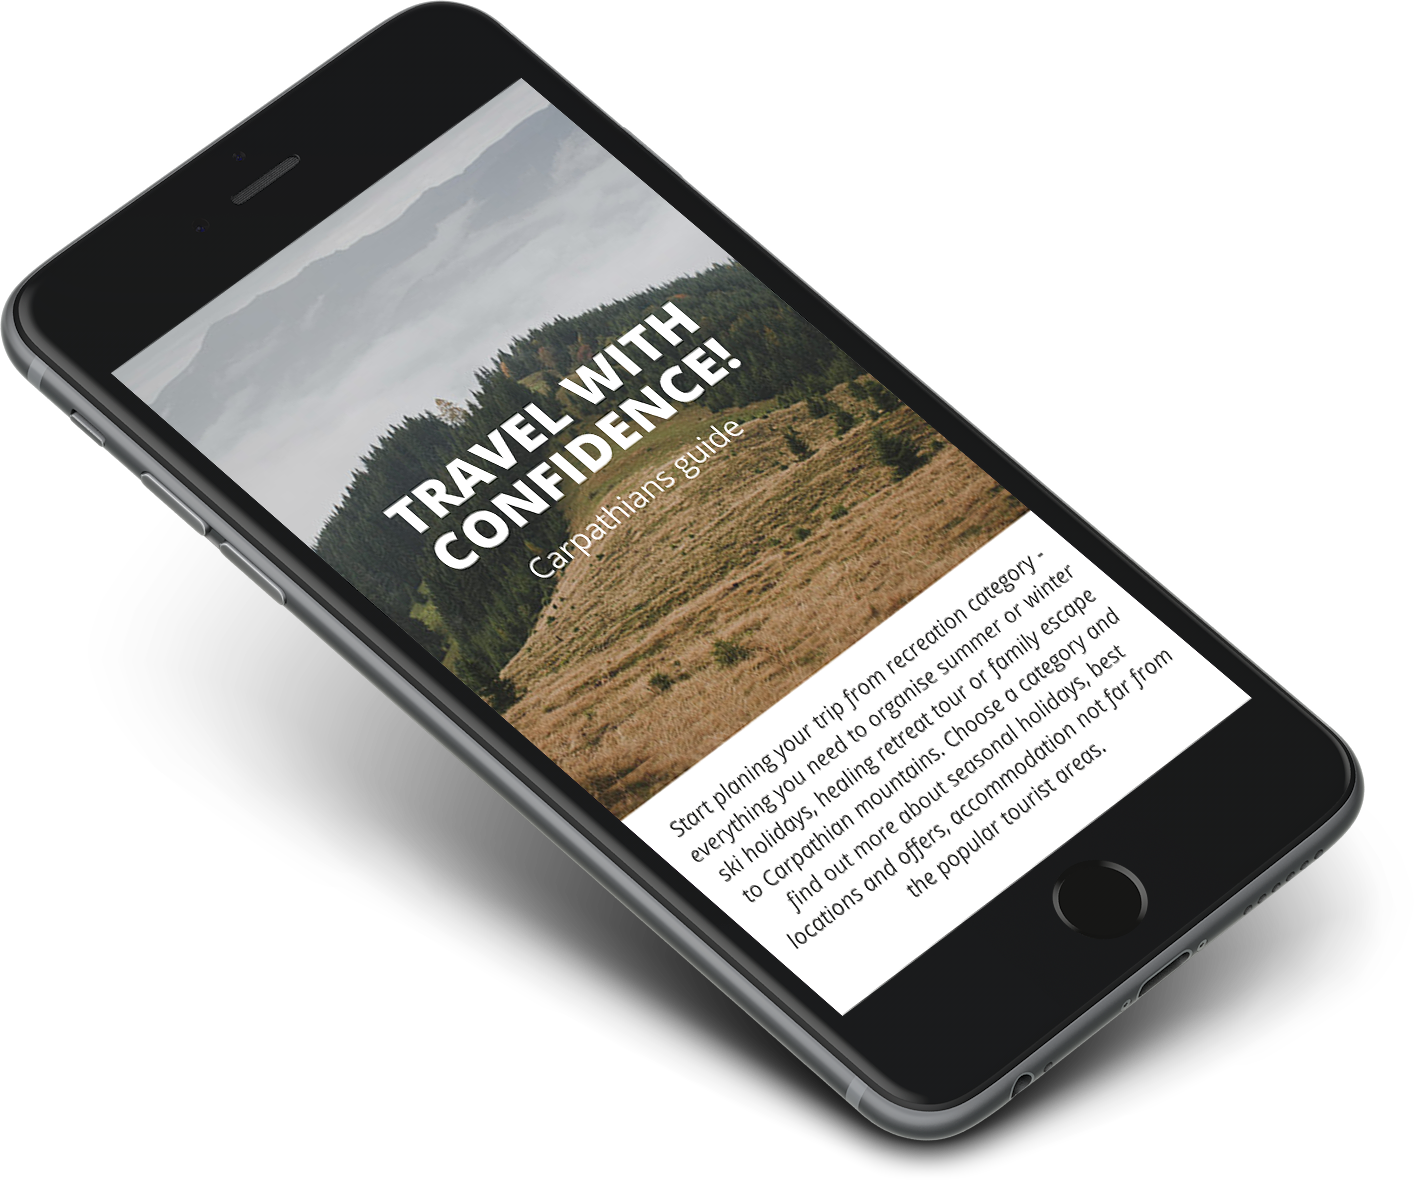 TRAVEL WITH
CONFIDENCE!
Carpathians guide
Start planing your trip from recreation category -
everything you need to organise summer or winter
ski holidays, healing retreat tour or family escape
to Carpathian mountains. Choose a category and
find out more about seasonal holidays, best
locations and offers, accommodation not far from
the popular tourist areas.